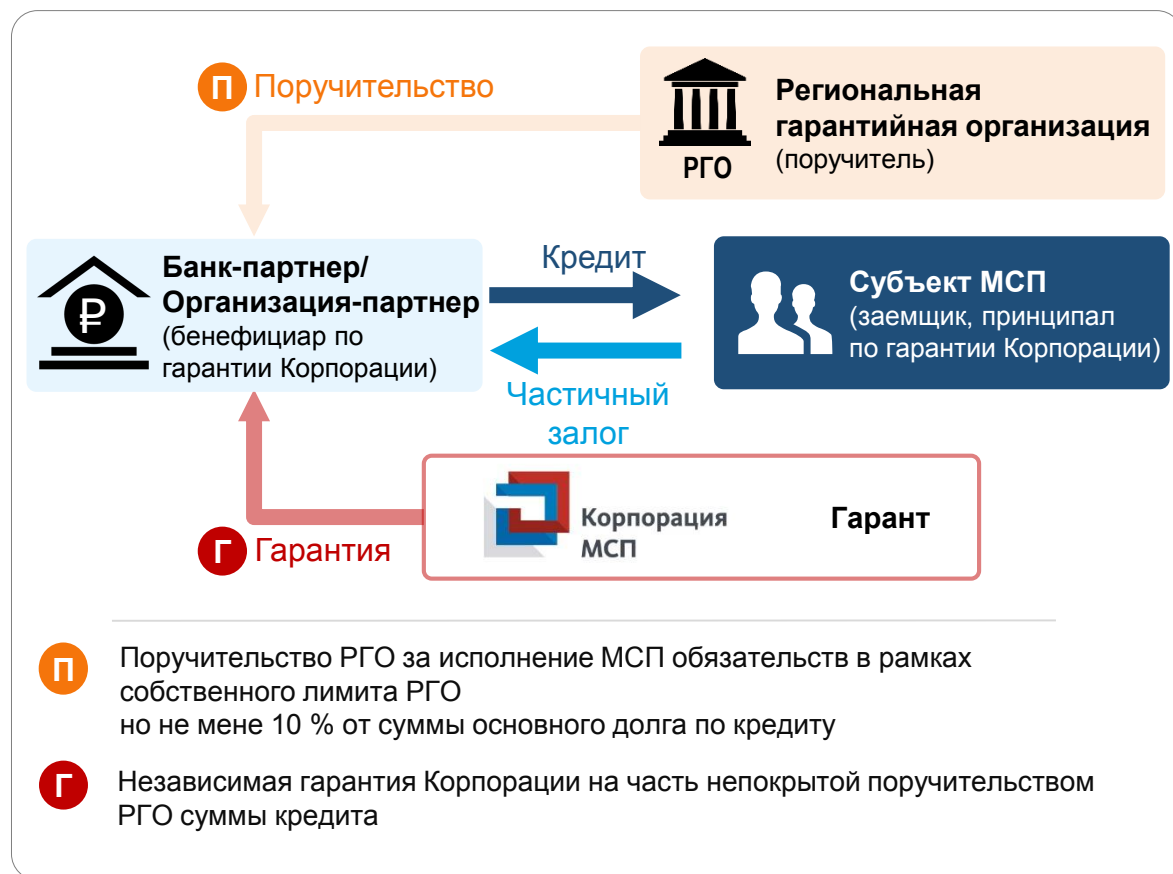 П Поручительство
Региональная
гарантийная организация
(поручитель)
РГО
Банк-партнер/
Организация-партнер
(бенефициар по
гарантии Корпорации)
₽
Кредит
Частичный
залог
Субъект МСП
(заемщик, принципал
по гарантии Корпорации)
Корпорация
МСП
Гарант
Г Гарантия
П
Поручительство РГО за исполнение МСП обязательств в рамках
собственного лимита РГО
но не мене 10 % от суммы основного долга по кредиту
Г
Независимая гарантия Корпорации на часть непокрытой поручительством
РГО суммы кредита